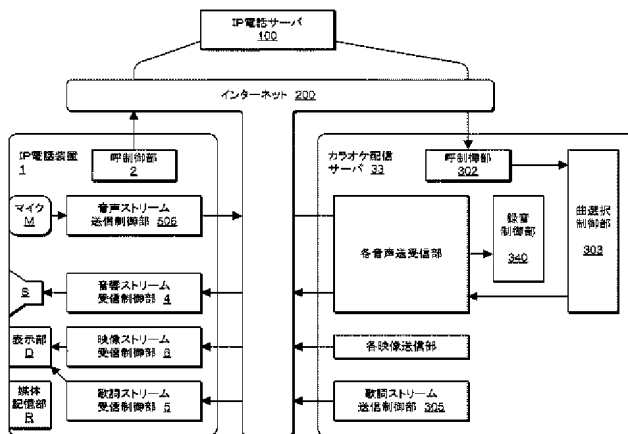 IP電話サーバ
100
インターネット 200
IP電話装置
1
呼制御部
2
マイク
M
音声ストリーム
送信制御部 506
S
音響ストリーム
受信制御部 4
表示部
D
映像ストリーム
受信制御部 6
媒体
記憶部
R
歌詞ストリーム
受信制御部 5
カラオケ配信
サーバ 33
呼制御部
302
各音声送受信部
録音
制御部
340
曲選択
制御部
303
各映像送信部
歌詞ストリーム
送信制御部 305